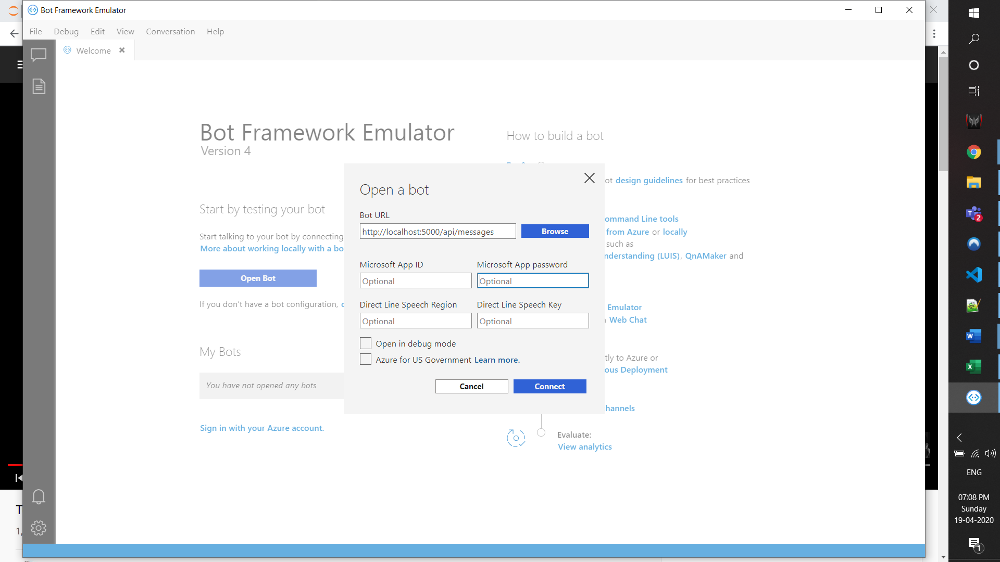 Bot Framework Emulator
File Debug Edit View Conversation Help
Welcome
Bot Framework Emulator
Version 4
How to build a bot
Open a bot
ot design guidelines for best practices
Start by testing your bot
Bot URL
http://localhost:5000/api/messages
Browse
ommand Line tools
from Azure or locally
Start talking to your bot by connecting
such as
More about working locally with a bo
nderstanding (LUIS), QnAMaker and
Microsoft App ID
Microsoft App password
Open Bot
Optional
Optional
If you don't have a bot configuration, c
Direct Line Speech Region
Direct Line Speech Key
Emulator
Optional
Optional
Web Chat
Open in debug mode
My Bots
Azure for US Government Learn more.
tly to Azure or
ous Deployment
You have not opened any bots
Cancel
Connect
hannels
Sign in with your Azure account.
Evaluate:
View analytics
T
1,
2
ENG
07:08 PM
Sunday
19-04-2020
1